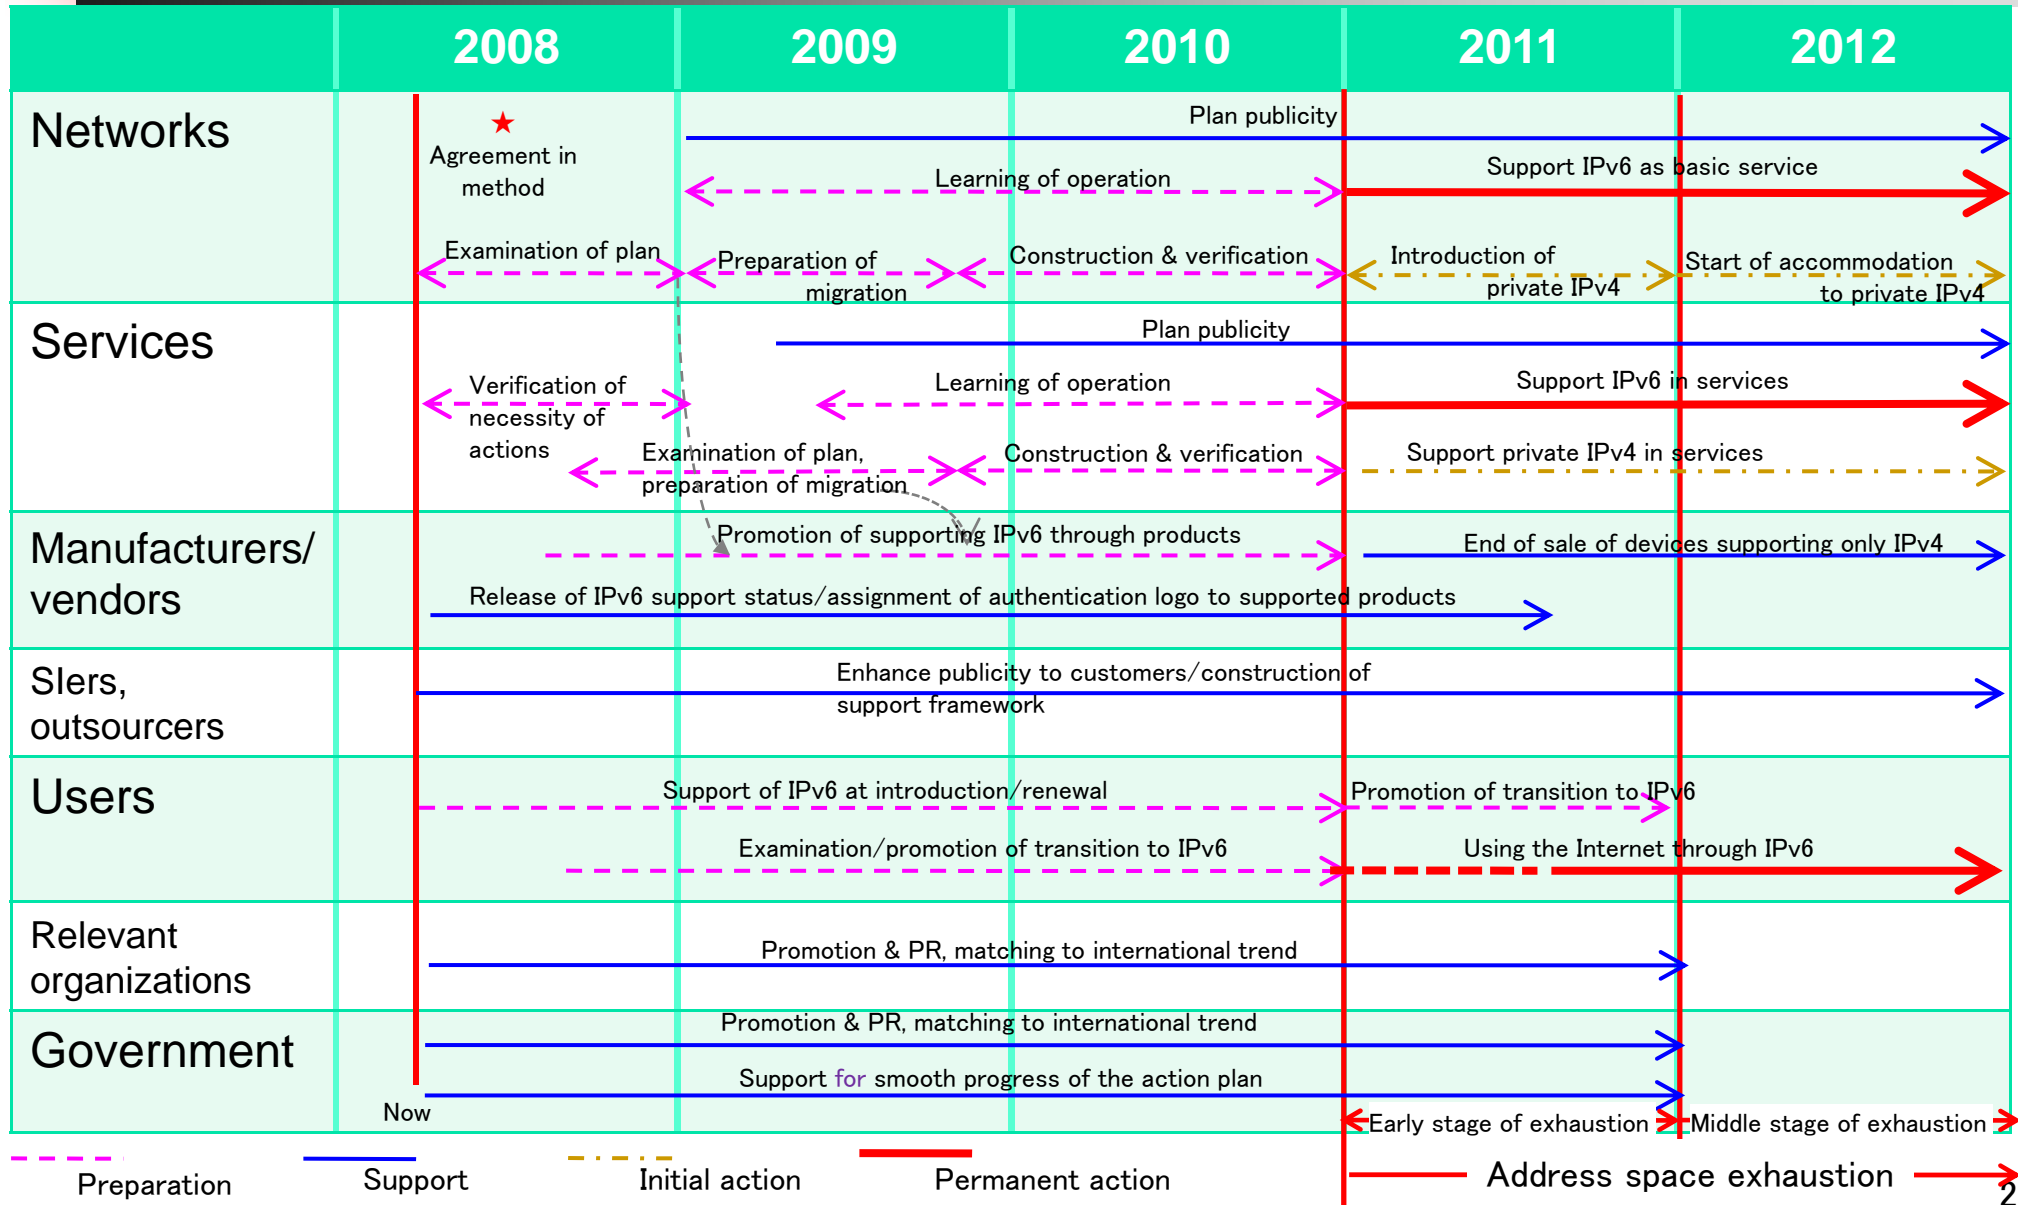 2008
2009
2010
2011
2012
Networks
Agreement in
method
Plan publicity
Learning of operation
Support IPv6 as basic service
Examination of plan
Preparation of
migration
Construction & verification
Introduction of
private IPv4
Start of accommodation
to private IPv4
Services
Plan publicity
Verification of
necessity of
actions
Learning of operation
Support IPv6 in services
Examination of plan,
preparation of migration
Construction & verification
Support private IPv4 in services
Manufacturers/
vendors
Promotion of supporting IPv6 through products
End of sale of devices supporting only IPv4
Release of IPv6 support status/assignment of authentication logo to supported products
SIers,
outsourcers
Enhance publicity to customers/construction of
support framework
Users
Support of IPv6 at introduction/renewal
Promotion of transition to IPv6
Examination/promotion of transition to IPv6
Using the Internet through IPv6
Relevant
organizations
Promotion & PR, matching to international trend
Government
Promotion & PR, matching to international trend
Support for smooth progress of the action plan
Now
Early stage of exhaustion
Middle stage of exhaustion
Preparation
Support
Initial action
Permanent action
Address space exhaustion
2